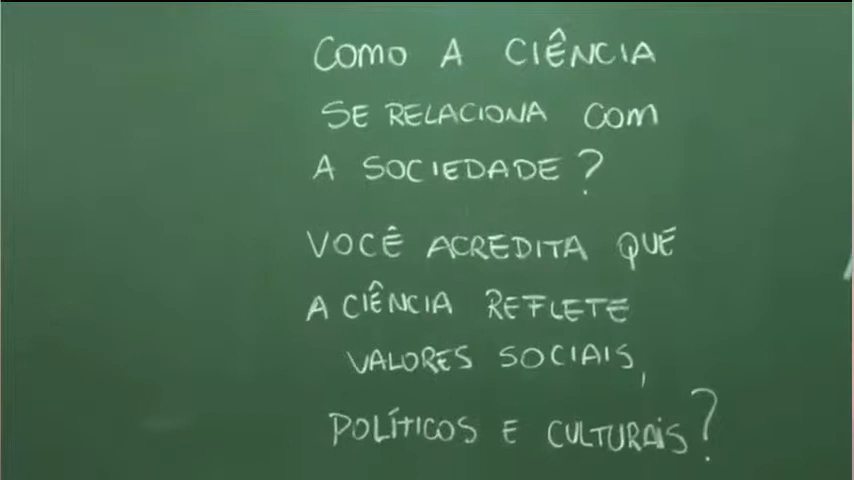 COMO A CIÊNCIA
SE RELACIONA COM
A SOCIEDADE?
VOCÊ ACREDITA QUE
A CIÊNCIA REFLETE
VALORES SOCIAIS,
POLÍTICOS E CULTURAIS?